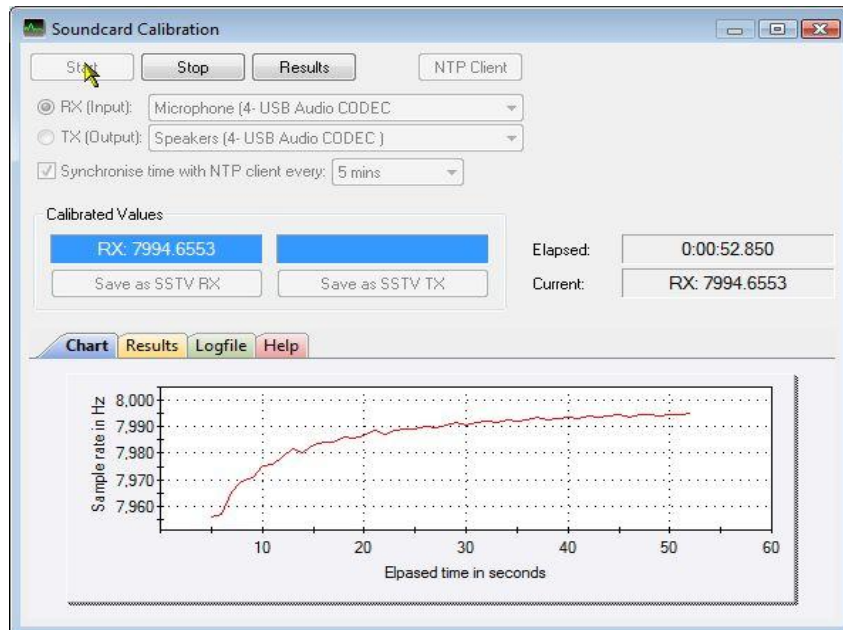 Soundcard Calibration
Start Stop Results NTP Client
RX (Input): Microphone (4- USB Audio CODEC
TX (Output): Speakers (4- USB Audio CODEC )
Synchronise time with NTP client every: 5 mins
Calibrated Values
RX: 7994.6553 Elapsed: 0:00:52.850
Save as SSTV RX Save as SSTV TX Current: RX: 7994.6553
Chart Results Logfile Help
Sample rate in Hz
8,000
7,990
7,980
7,970
7,960
10 20 30 40 50 60
Elpased time in seconds